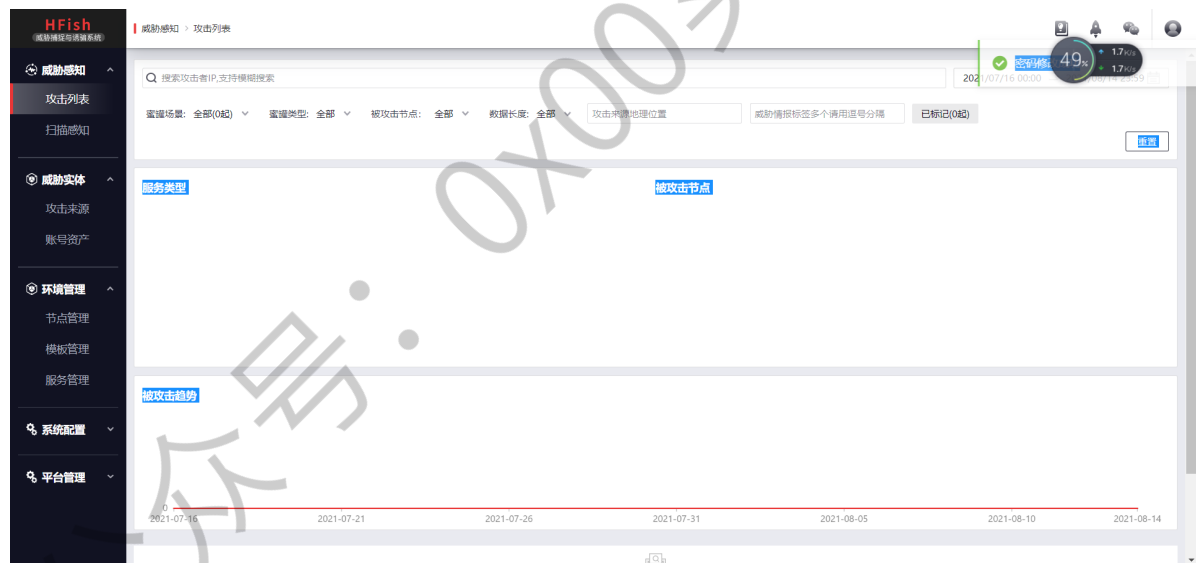 HFish
威胁捕捉与诱骗系统
威胁感知 > 攻击列表
威胁感知
攻击列表
扫描感知
威胁实体
攻击来源
账号资产
环境管理
节点管理
模板管理
服务管理
系统配置
平台管理
搜索攻击者IP,支持模糊搜索
2021/07/16 00:00
23:59
密码修改
49%
1.7K/s
1.7K/s
蜜罐场景: 全部(0起) 蜜罐类型: 全部 被攻击节点: 全部 数据长度: 全部 攻击来源地理位置 威胁情报标签多个请用逗号分隔 已标记(0起)
重置
服务类型 被攻击节点
被攻击趋势
0
2021-07-16 2021-07-21 2021-07-26 2021-07-31 2021-08-05 2021-08-10 2021-08-14
众号：0x00